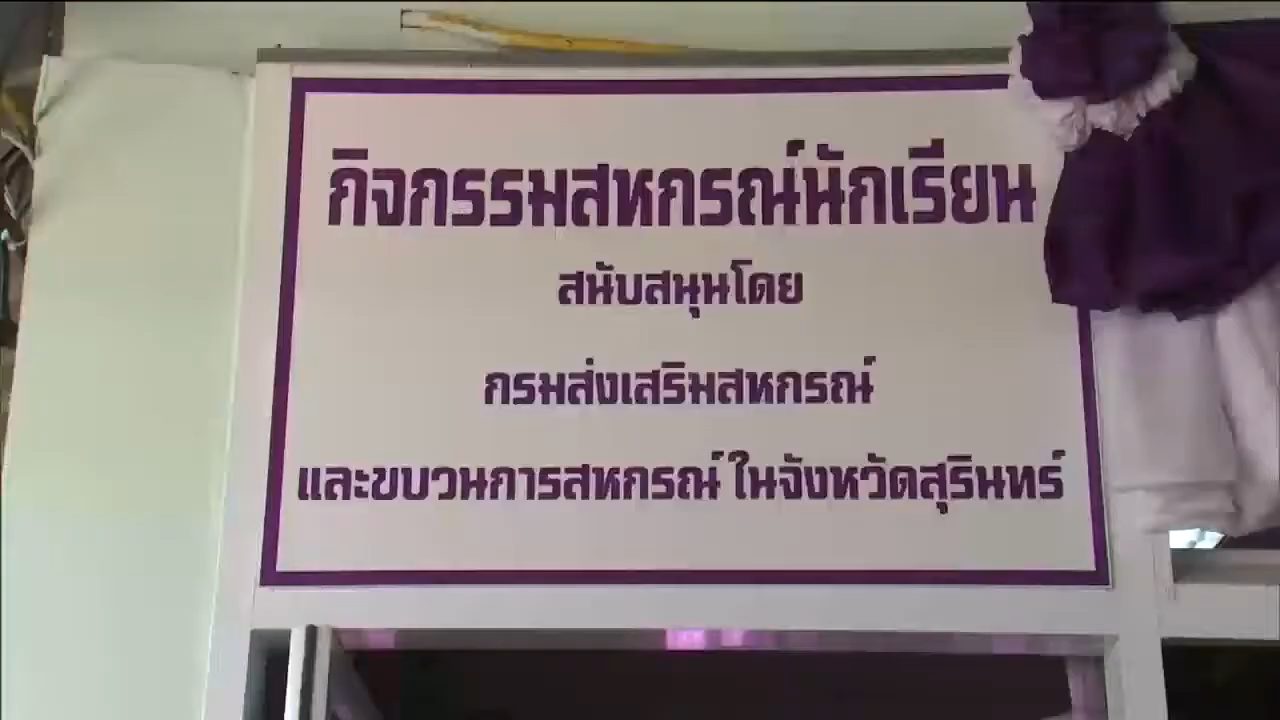 กิจกรรมสหกรณ์นักเรียน
สนับสนุนโดย
กรมส่งเสริมสหกรณ์
และขบวนการสหกรณ์ ในจังหวัดสุรินทร์